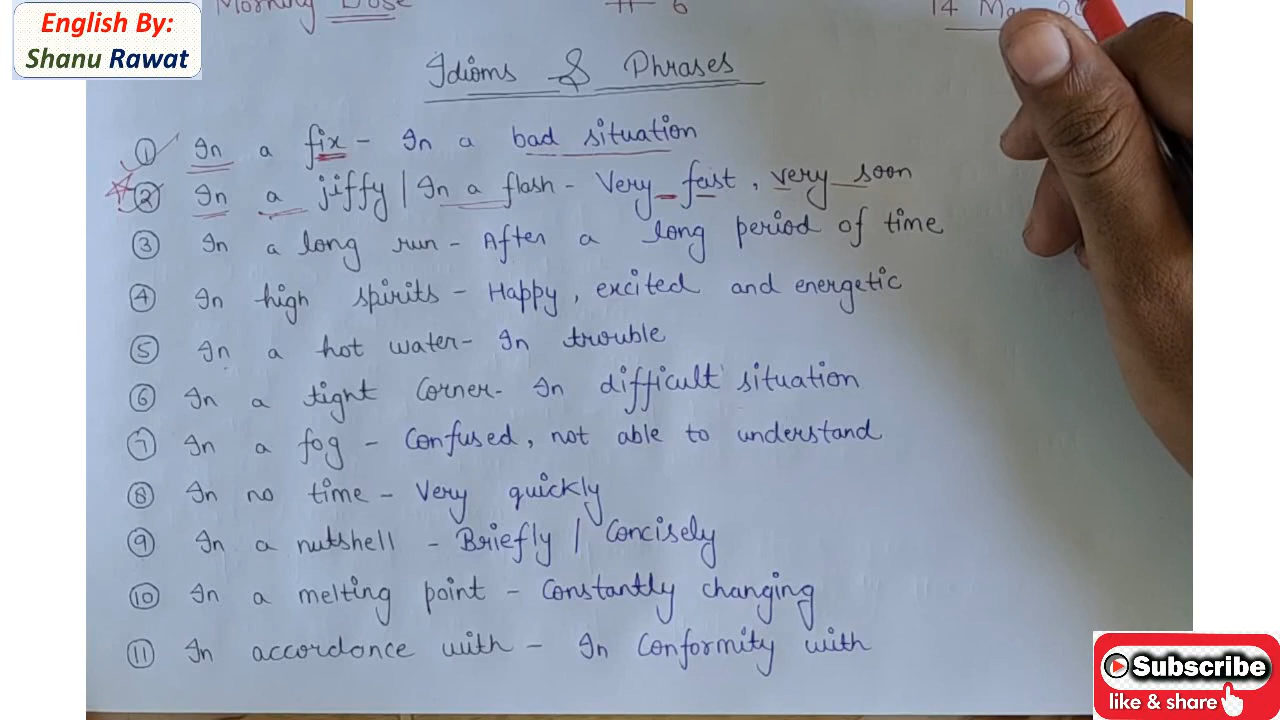 English By:
Shanu Rawat
Morning Dose # 6 14
Idioms & Phrases
① In a fix - In a bad situation
② In a jiffy / In a flash - Very fast, very soon
③ In a long run - After a long period of time
④ In high spirits - Happy, excited and energetic
⑤ In a hot water - In trouble
⑥ In a tight Corner - In difficult situation
⑦ In a fog - Confused, not able to understand
⑧ In no time - Very quickly
⑨ In a nutshell - Briefly / Concisely
⑩ In a melting point - Constantly changing
⑪ In accordance with - In Conformity with
Subscribe
like & share